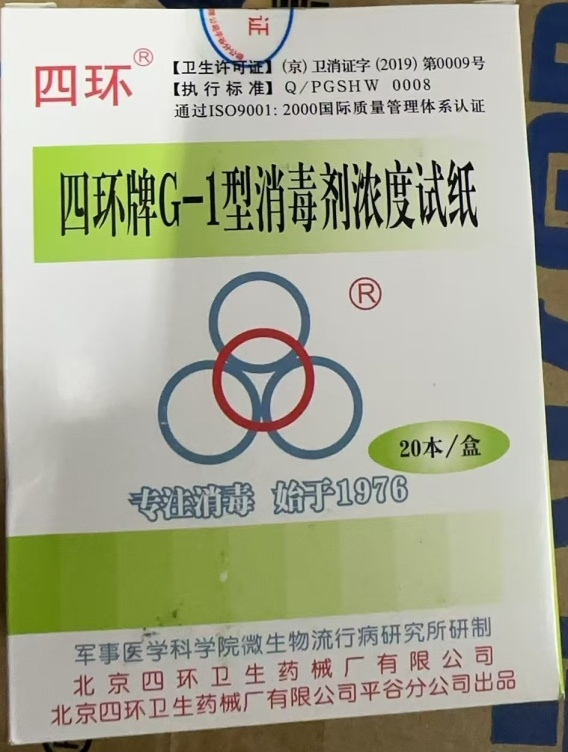 证
四环®
【卫生许可证】(京) 卫消证字 (2019) 第0009号
【执行标准】Q/PGSHW 0008
通过ISO9001: 2000国际质量管理体系认证
四环牌G-1型消毒剂浓度试纸
®
20本/盒
专注消毒 始于1976
军事医学科学院微生物流行病研究所研制
北京四环卫生药械厂有限公司
北京四环卫生药械厂有限公司平谷分公司出品